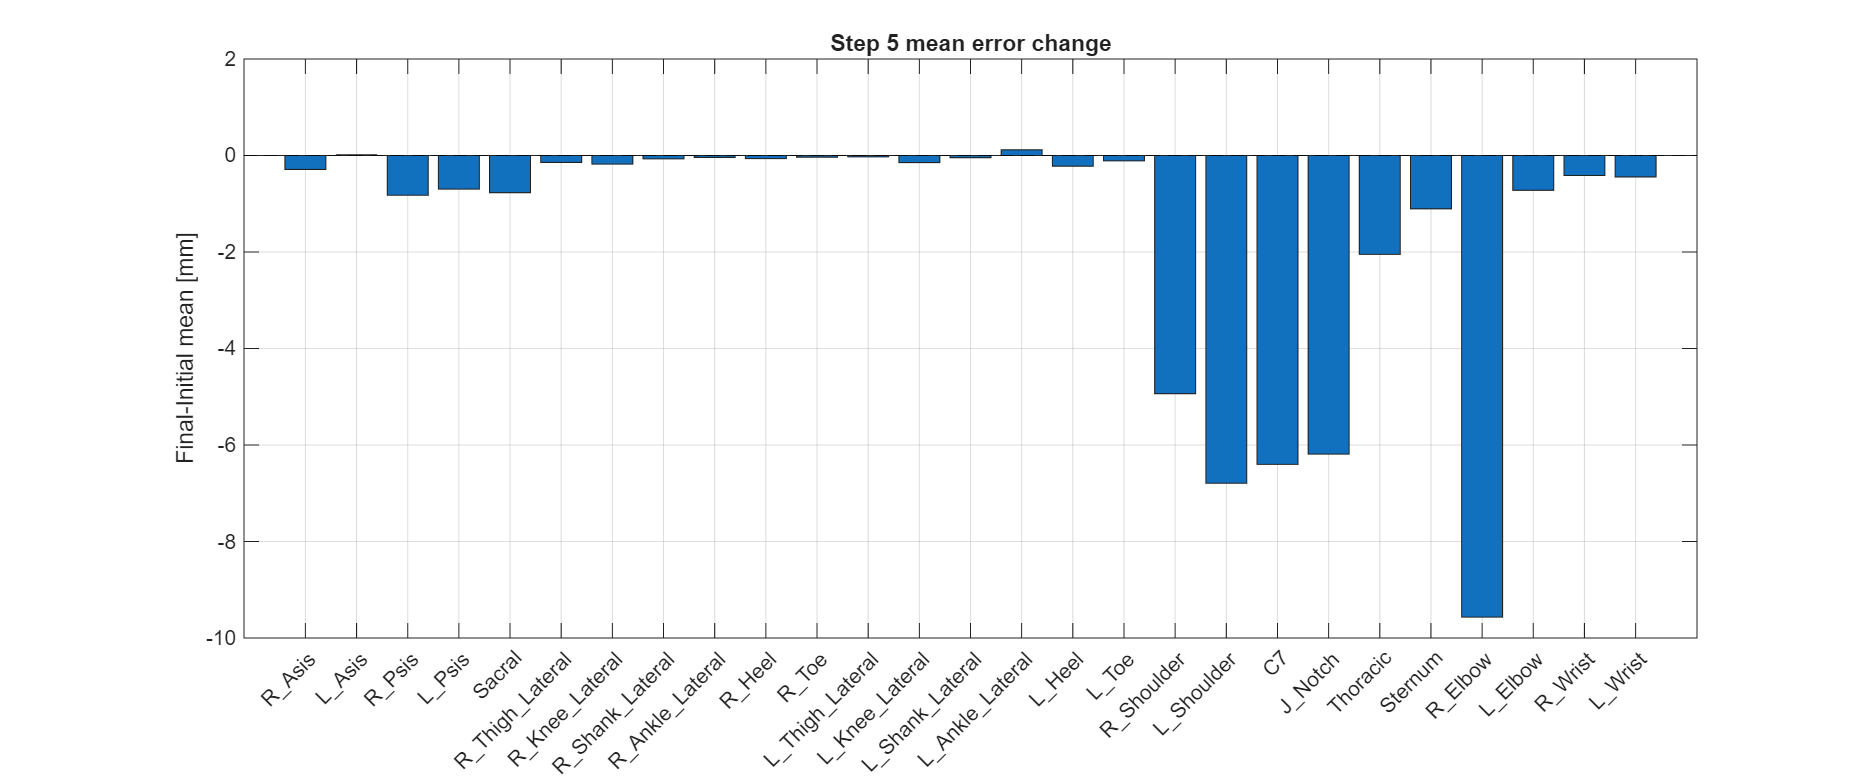 Step 5 mean error change
Final-Initial mean [mm]
2
0
-2
-4
-6
-8
-10
R_Asis
L_Asis
R_Psis
L_Psis
Sacral
R_Thigh_Lateral
R_Knee_Lateral
R_Shank_Lateral
R_Ankle_Lateral
R_Heel
R_Toe
L_Thigh_Lateral
L_Knee_Lateral
L_Shank_Lateral
L_Ankle_Lateral
L_Heel
L_Toe
R_Shoulder
L_Shoulder
C7
J_Notch
Thoracic
Sternum
R_Elbow
L_Elbow
R_Wrist
L_Wrist